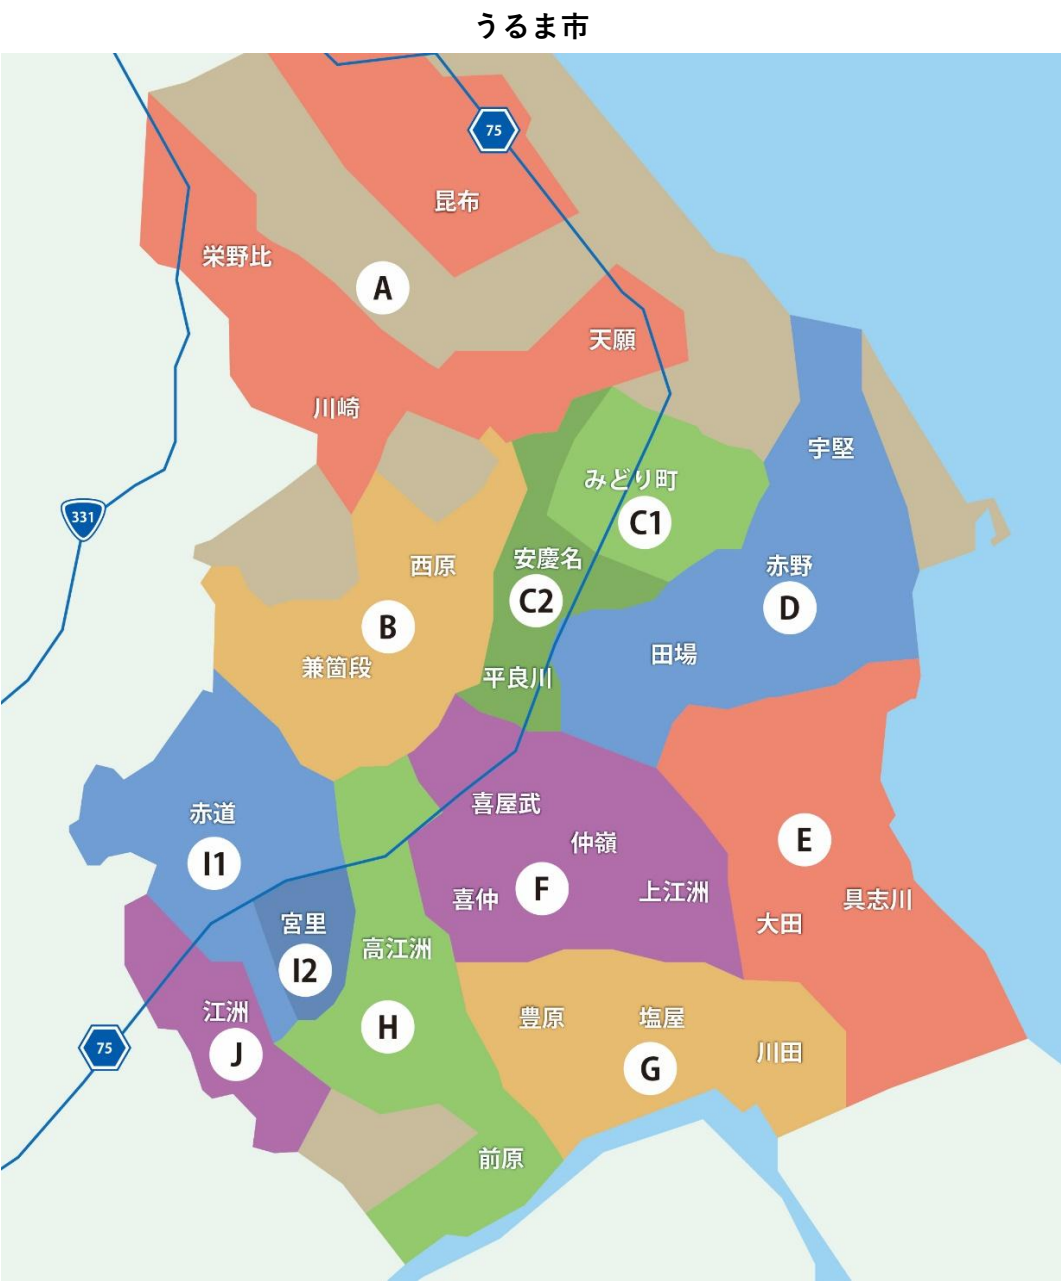 うるま市
75
昆布
栄野比
A
天願
川崎
宇堅
みどり町
C1
331
安慶名
西原
赤野
C2
D
B
田場
兼箇段
平良川
喜屋武
赤道
仲嶺
E
I1
F
上江洲
喜仲
具志川
宮里
大田
高江洲
I2
江洲
豊原
塩屋
H
川田
75
J
G
前原